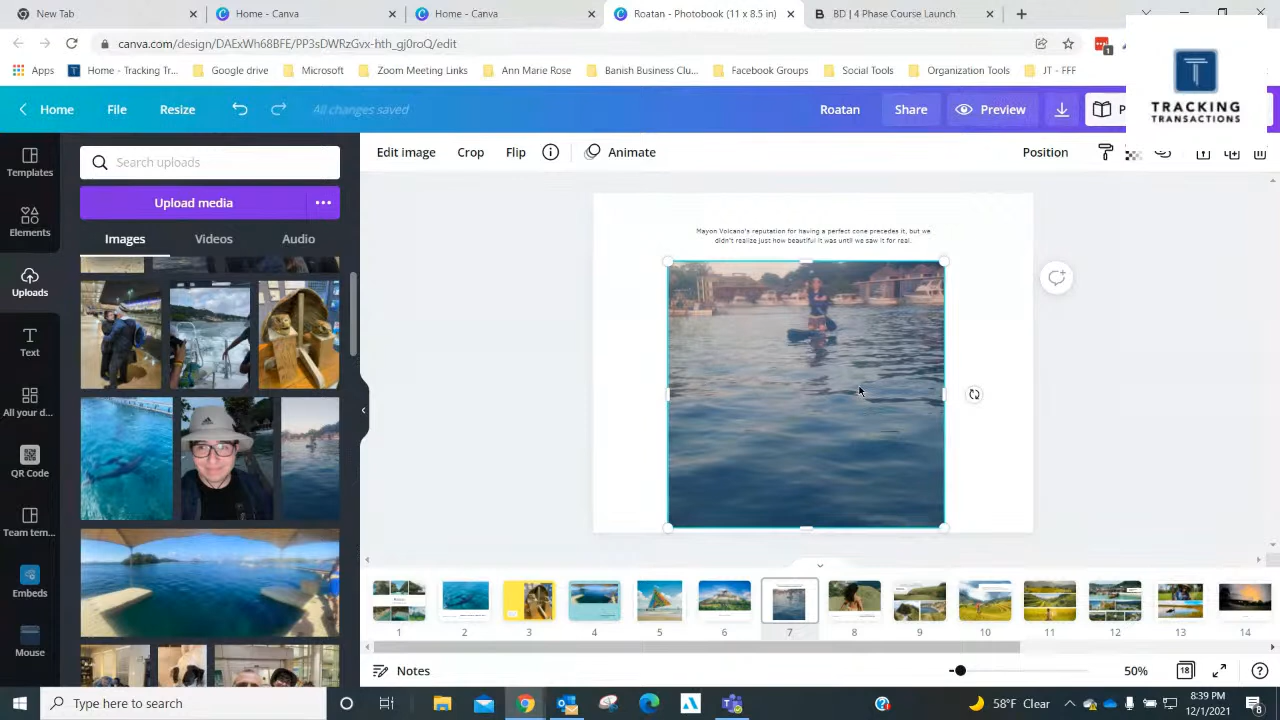 New Tab
Home - Canva
Home - Canva
Roatan - Photobook (11 x 8.5 in)
BD | 4 Phase Course Launch
canva.com/design/DAExWh68BFE/PP3sDWRzGvx-hth_gj0roQ/edit
1
Apps
Home - Tracking Tr...
Google drive
Microsoft
Zoom Meeting Links
Ann Marie Rose
Banish Business Clu...
Facebook Groups
Social Tools
Organization Tools
JT - FFF
TRACKING
TRANSACTIONS
Home
File
Resize
All changes saved
Roatan
Share
Preview
Edit image
Crop
Flip
Animate
Position
Templates
Elements
Uploads
Text
All your d...
QR Code
Team tem...
Embeds
Mouse
Search uploads
Upload media
Images
Videos
Audio
Mayon Volcano's reputation for having a perfect cone precedes it, but we
didn't realize just how beautiful it was until we saw it for real.
1
2
3
4
5
6
7
8
9
10
11
12
13
14
Notes
50%
18
Type here to search
58°F Clear
8:39 PM
12/1/2021
8